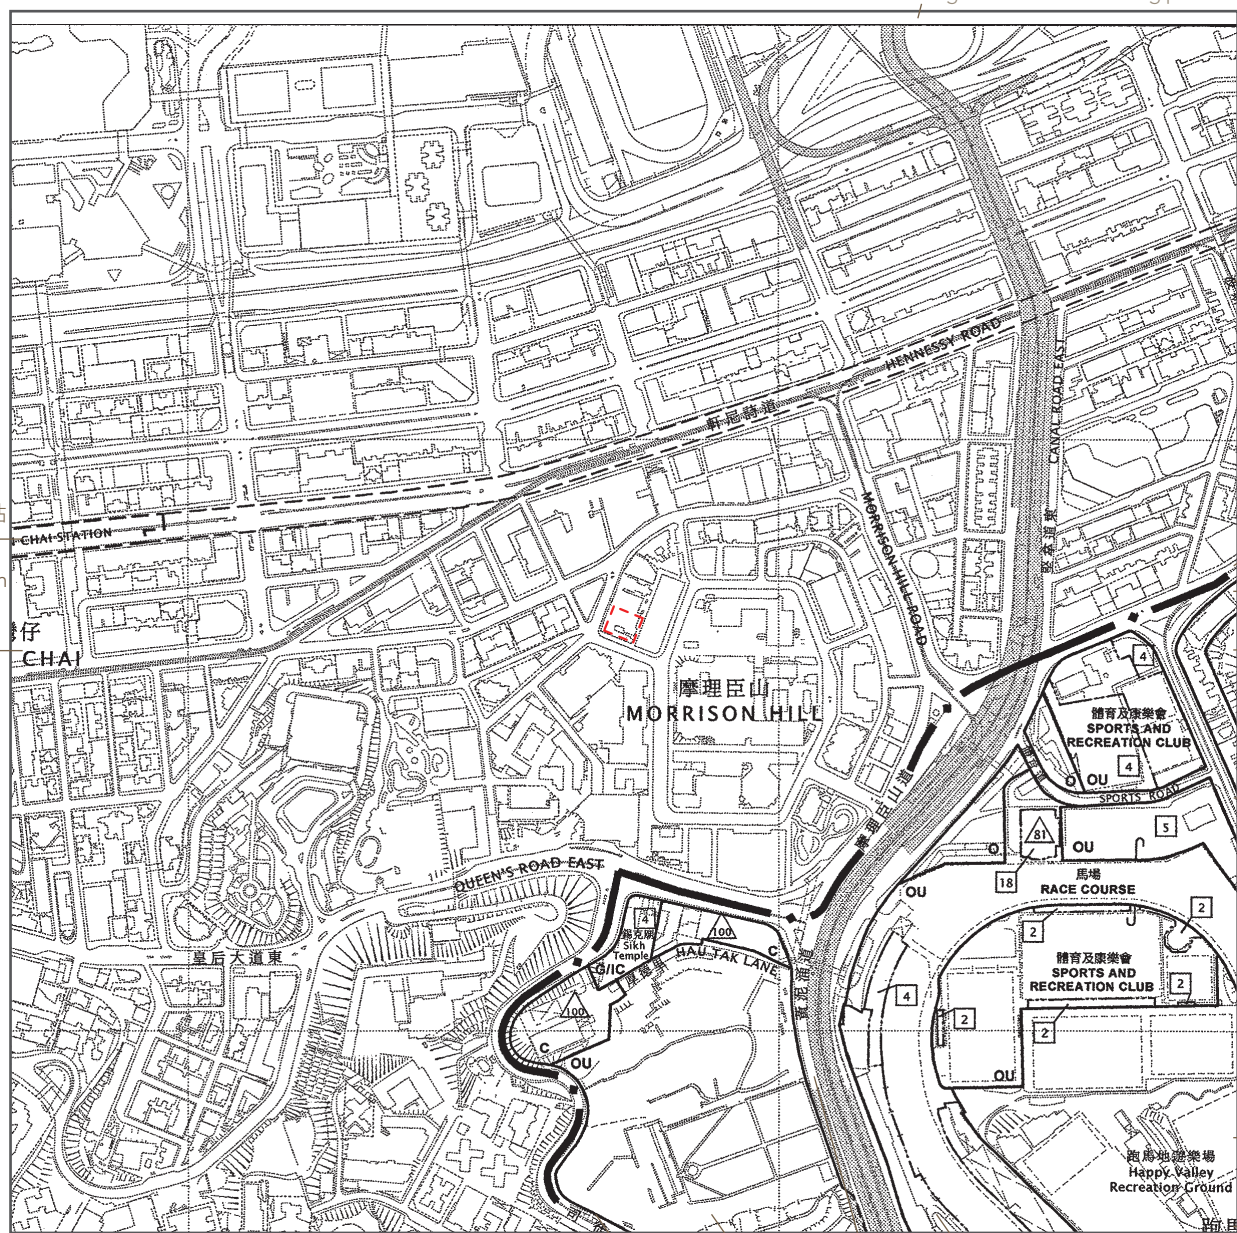 HENNESSY ROAD
軒尼詩道
CANAL ROAD EAST
堅拿道東
MORRISON HILL ROAD
CHAI STATION
仔
CHAI
摩理臣山
MORRISON HILL
4
體育及康樂會
SPORTS AND
RECREATION CLUB
4
O
OU
SPORTS ROAD
81
5
O
OU
18
馬場
RACE COURSE
OU
QUEEN'S ROAD EAST
皇后大道東
4
錫克廟
Sikh
Temple
100
C
HAU TAK LANE
G/IC
100
C
OU
黃泥涌道
2
2
體育及康樂會
SPORTS AND
RECREATION CLUB
2
4
2
2
OU
跑馬地遊樂場
Happy Valley
Recreation Ground